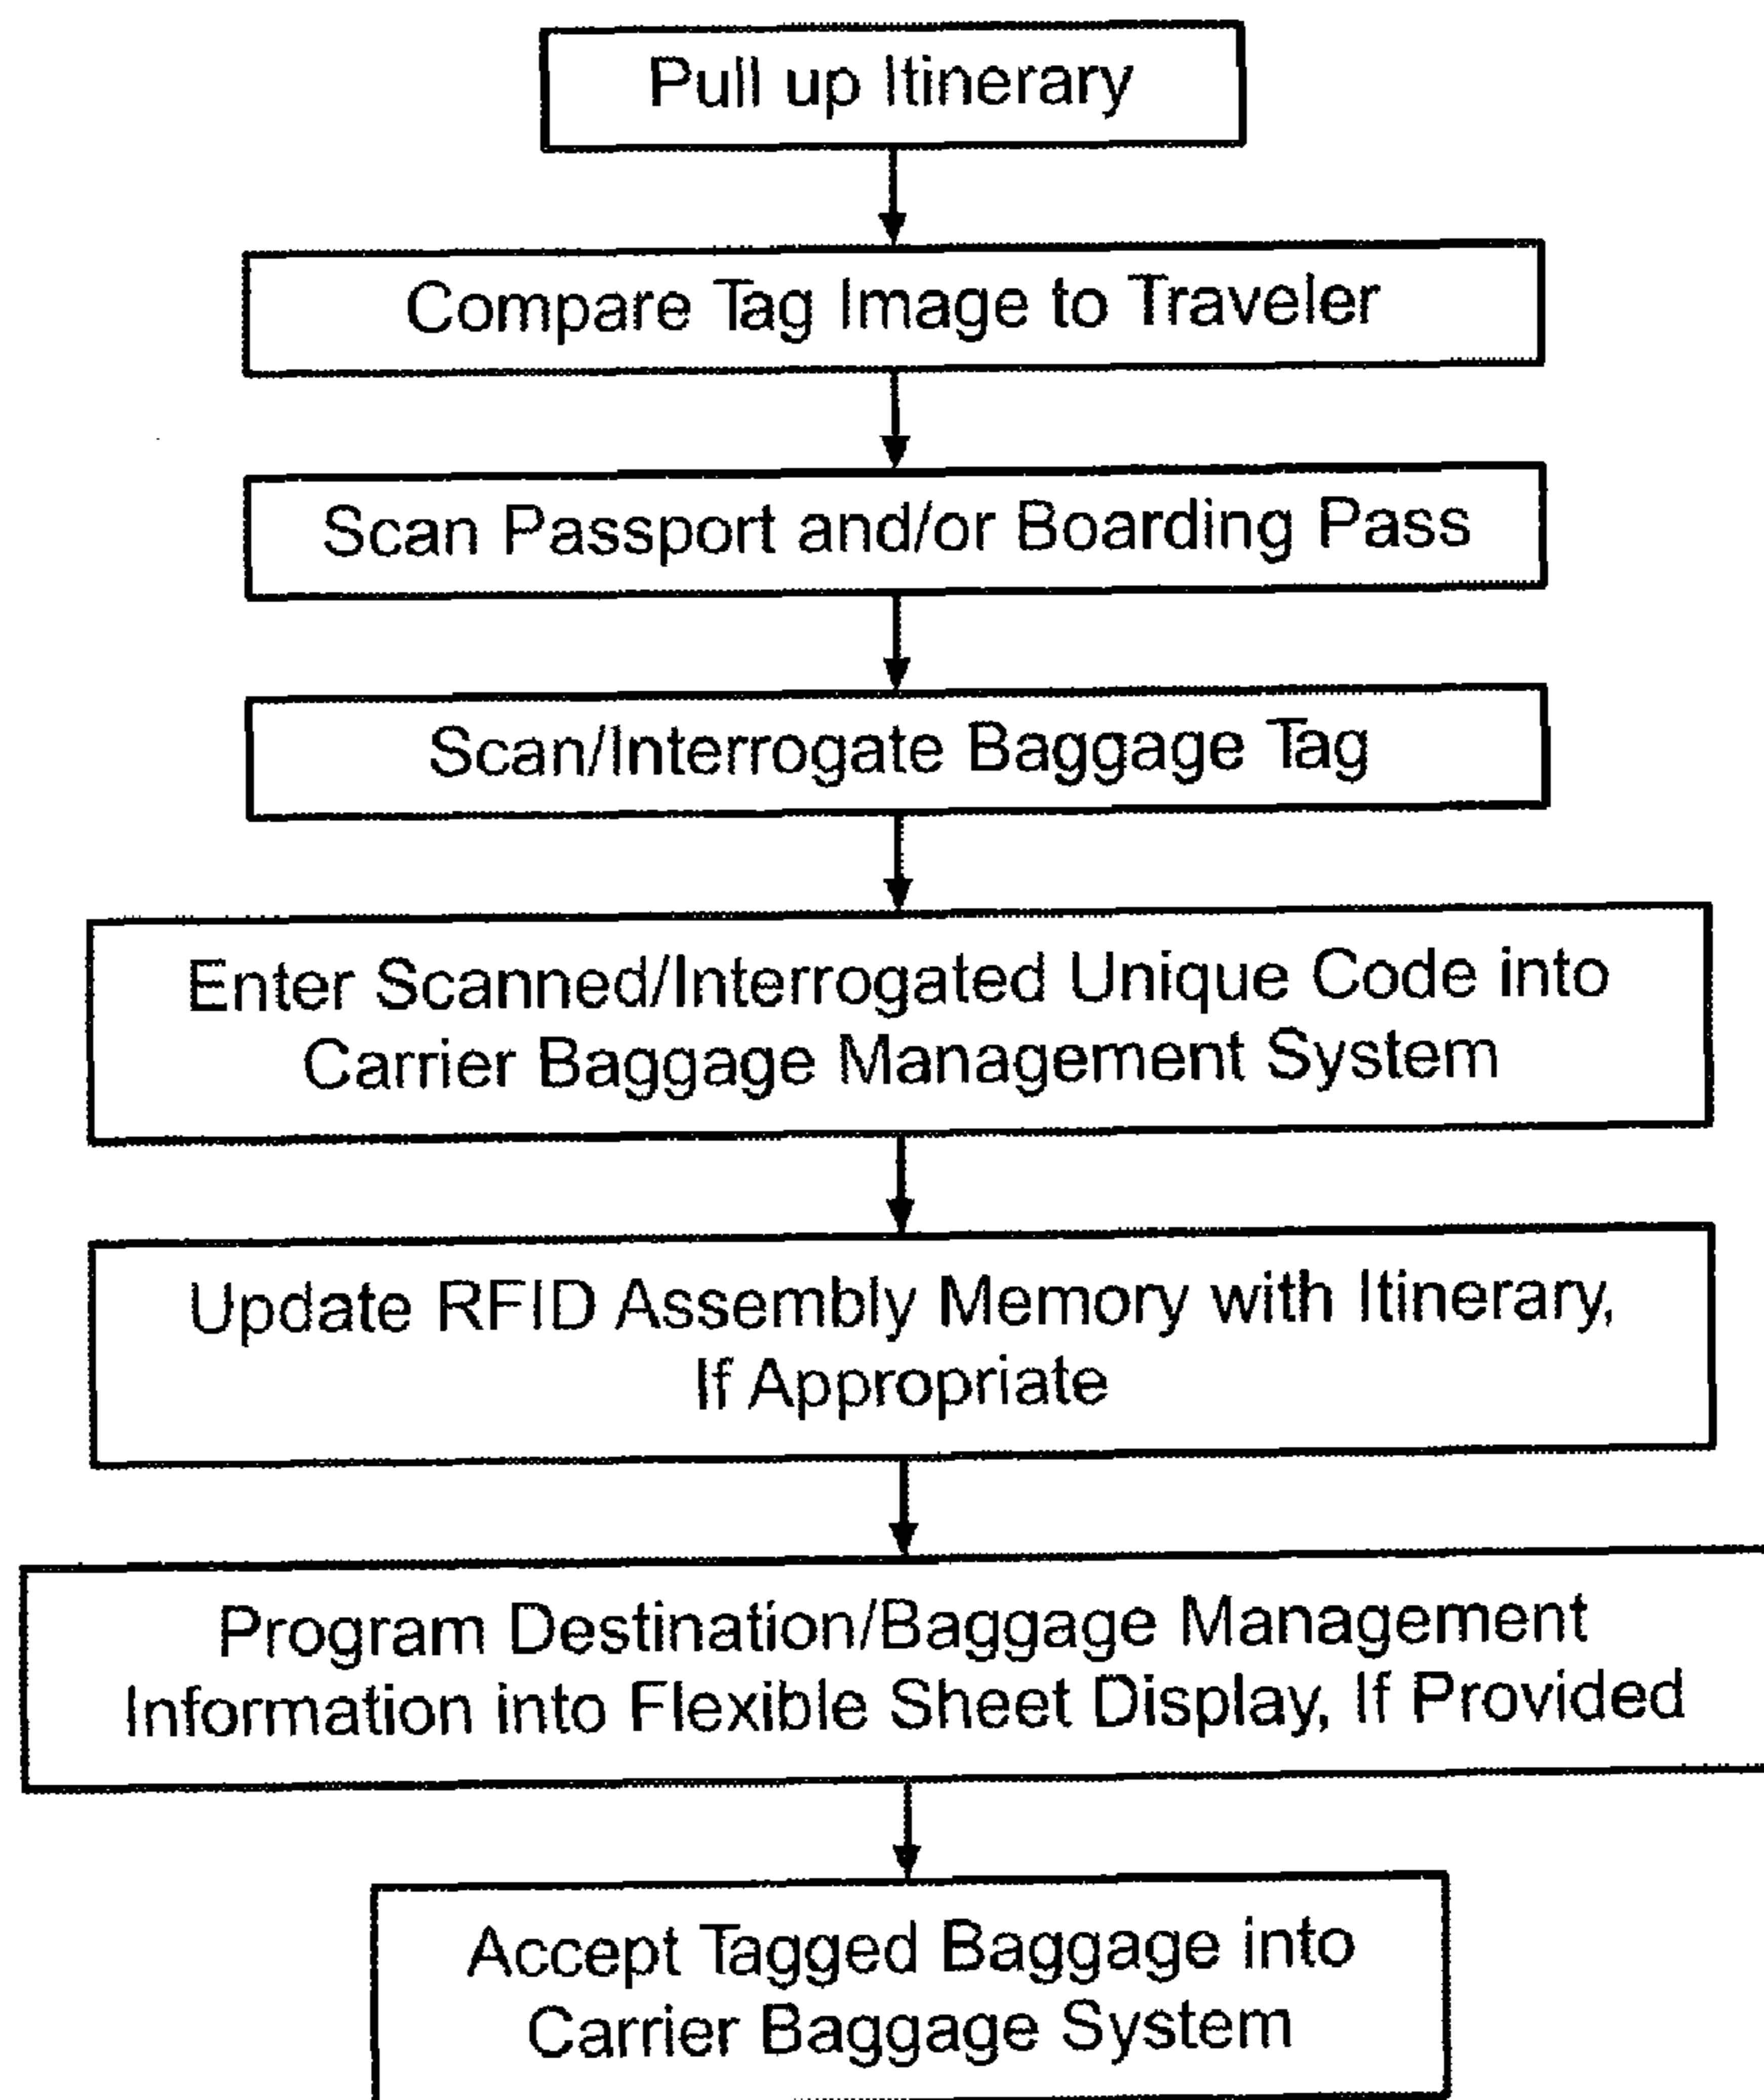 Pull up Itinerary
Compare Tag Image to Traveler
Scan Passport and/or Boarding Pass
Scan/Interrogate Baggage Tag
Enter Scanned/Interrogated Unique Code into
Carrier Baggage Management System
Update RFID Assembly Memory with Itinerary,
If Appropriate
Program Destination/Baggage Management
Information into Flexible Sheet Display, If Provided
Accept Tagged Baggage into
Carrier Baggage System